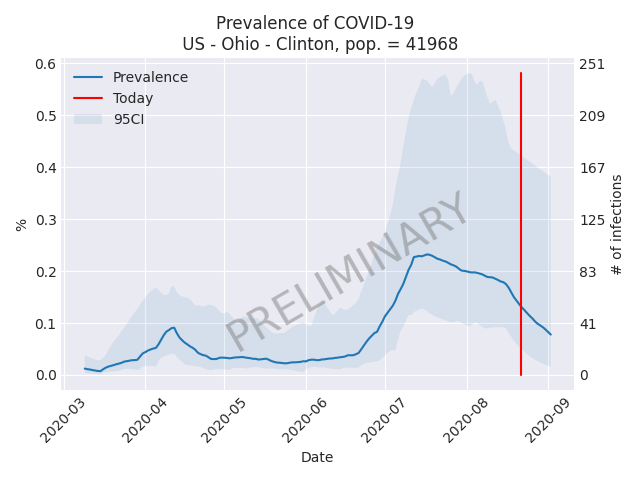 Prevalence of COVID-19
US - Ohio - Clinton, pop. = 41968
Prevalence
Today
95CI
PRELIMINARY
%
0.6
0.5
0.4
0.3
0.2
0.1
0.0
251
209
167
125
83
41
0
# of infections
2020-03
2020-04
2020-05
2020-06
2020-07
2020-08
2020-09
Date